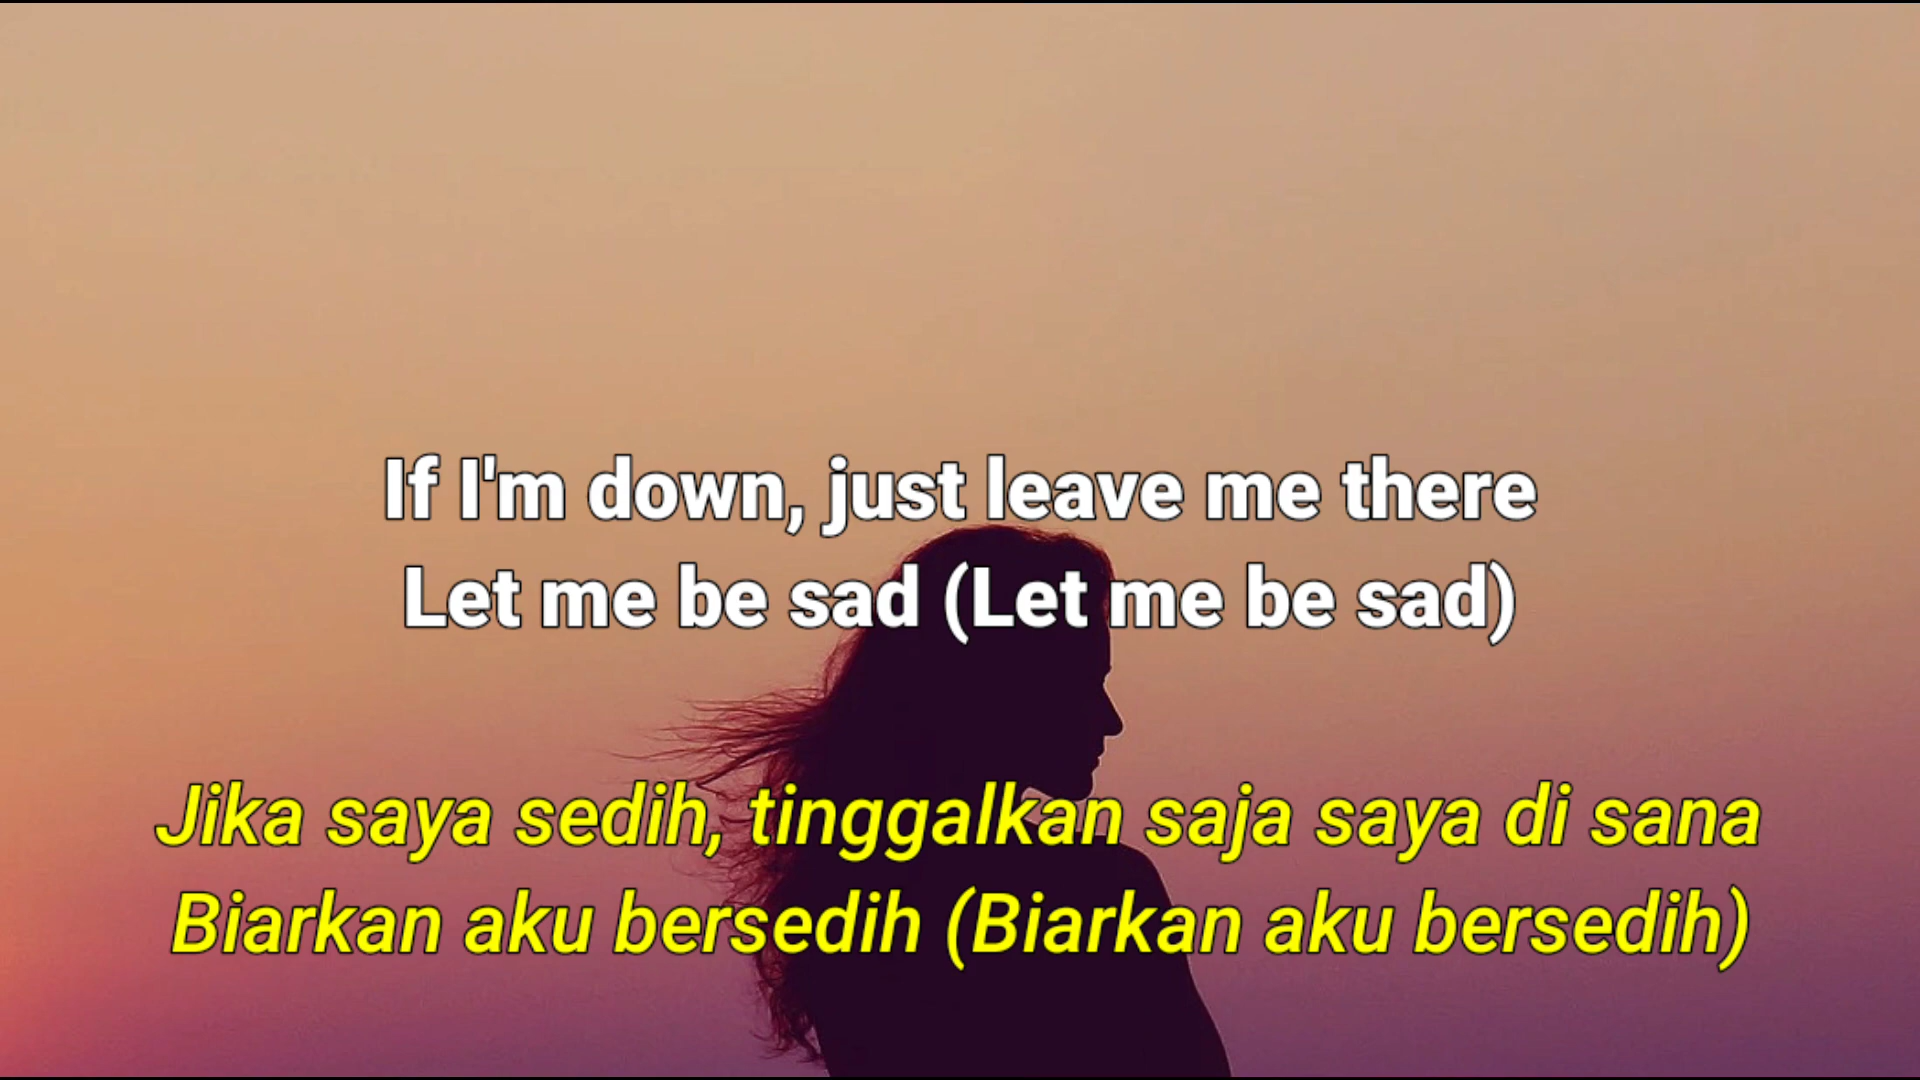 If I'm down, just leave me there
Let me be sad (Let me be sad)
Jika saya sedih, tinggalkan saja saya di sana
Biarkan aku bersedih (Biarkan aku bersedih)